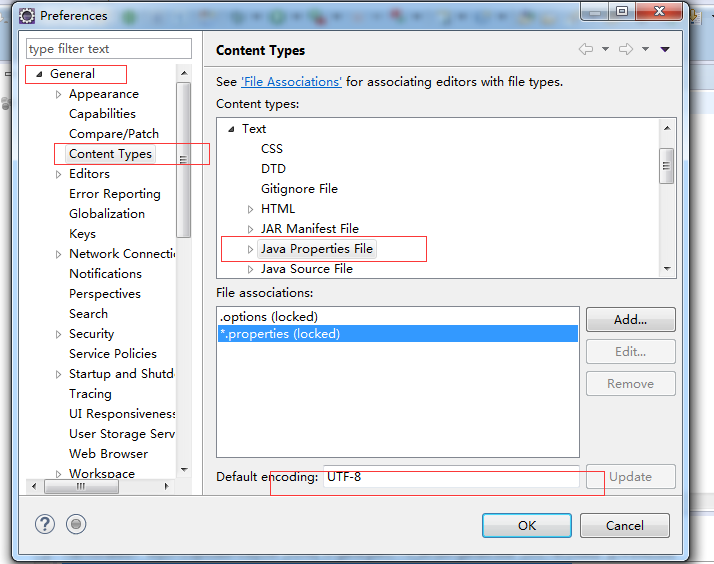 Preferences
type filter text
General
Appearance
Capabilities
Compare/Patch
Content Types
Editors
Error Reporting
Globalization
Keys
Network Connecti
Notifications
Perspectives
Search
Security
Service Policies
Startup and Shutd
Tracing
UI Responsiveness
User Storage Serv
Web Browser
Workspace
Content Types
See 'File Associations' for associating editors with file types.
Content types:
Text
CSS
DTD
Gitignore File
HTML
JAR Manifest File
Java Properties File
Java Source File
File associations:
.options (locked)
*.properties (locked)
Add...
Edit...
Remove
Default encoding: UTF-8
Update
OK
Cancel